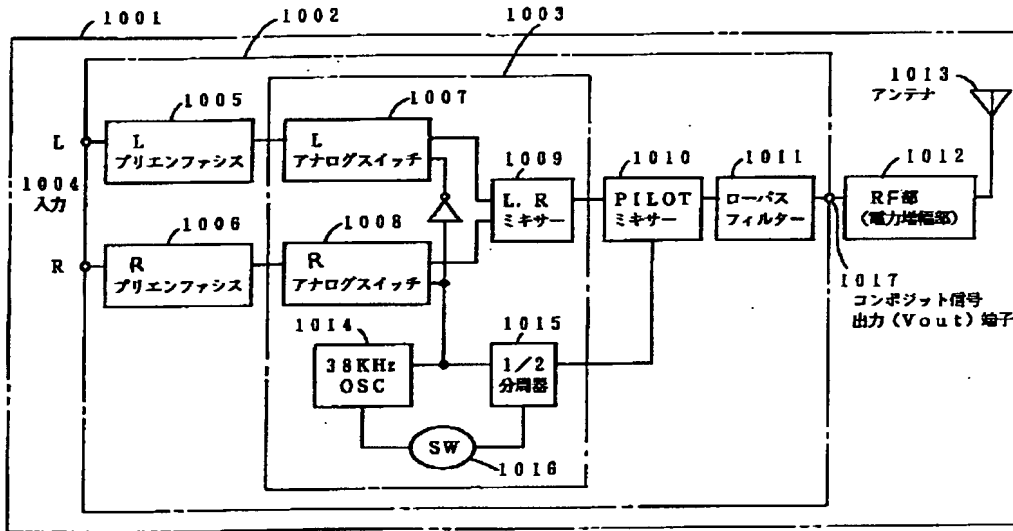 1001
1002
1003
1004
入力
L
R
1005
L
プリエンファシス
1006
R
プリエンファシス
1007
L
アナログスイッチ
1008
R
アナログスイッチ
1009
L.R
ミキサー
1010
PILOT
ミキサー
1011
ローパス
フィルター
1012
RF部
(電力増幅部)
1013
アンテナ
1014
38KHz
OSC
1015
1/2
分周器
SW
1016
1017
コンポジット信号
出力(Vout)端子